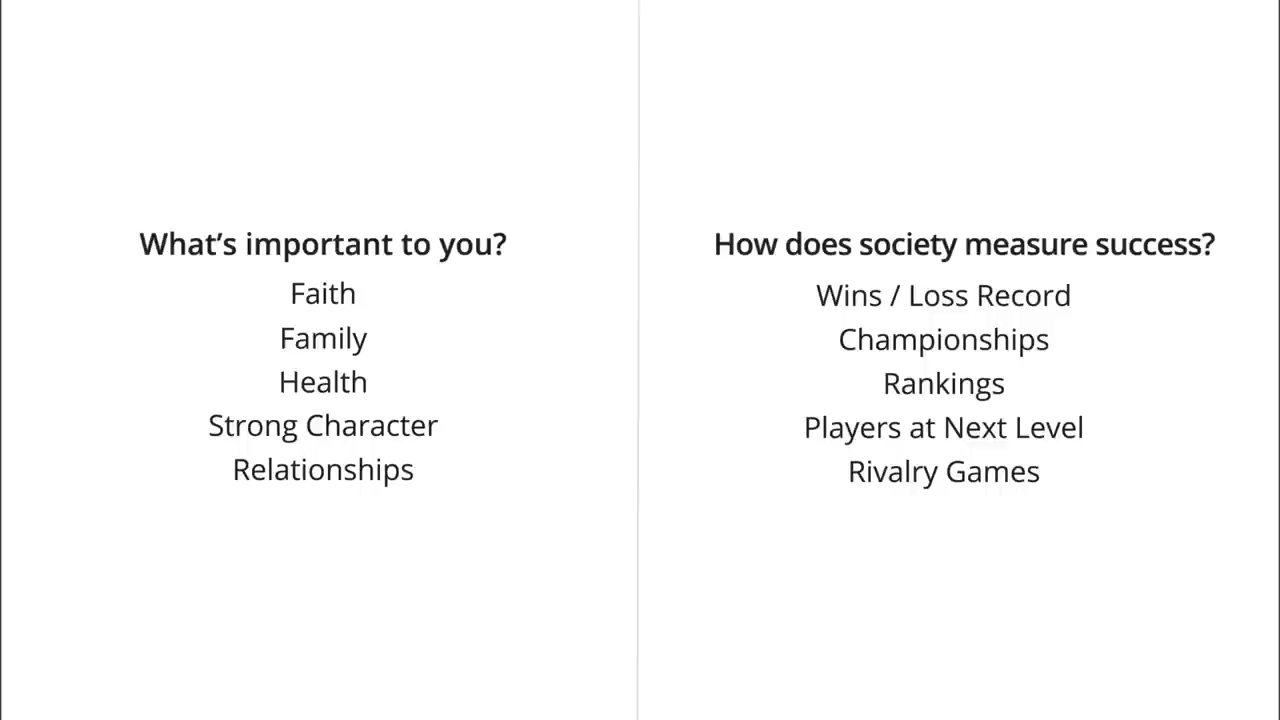 What’s important to you?
Faith
Family
Health
Strong Character
Relationships
How does society measure success?
Wins / Loss Record
Championships
Rankings
Players at Next Level
Rivalry Games